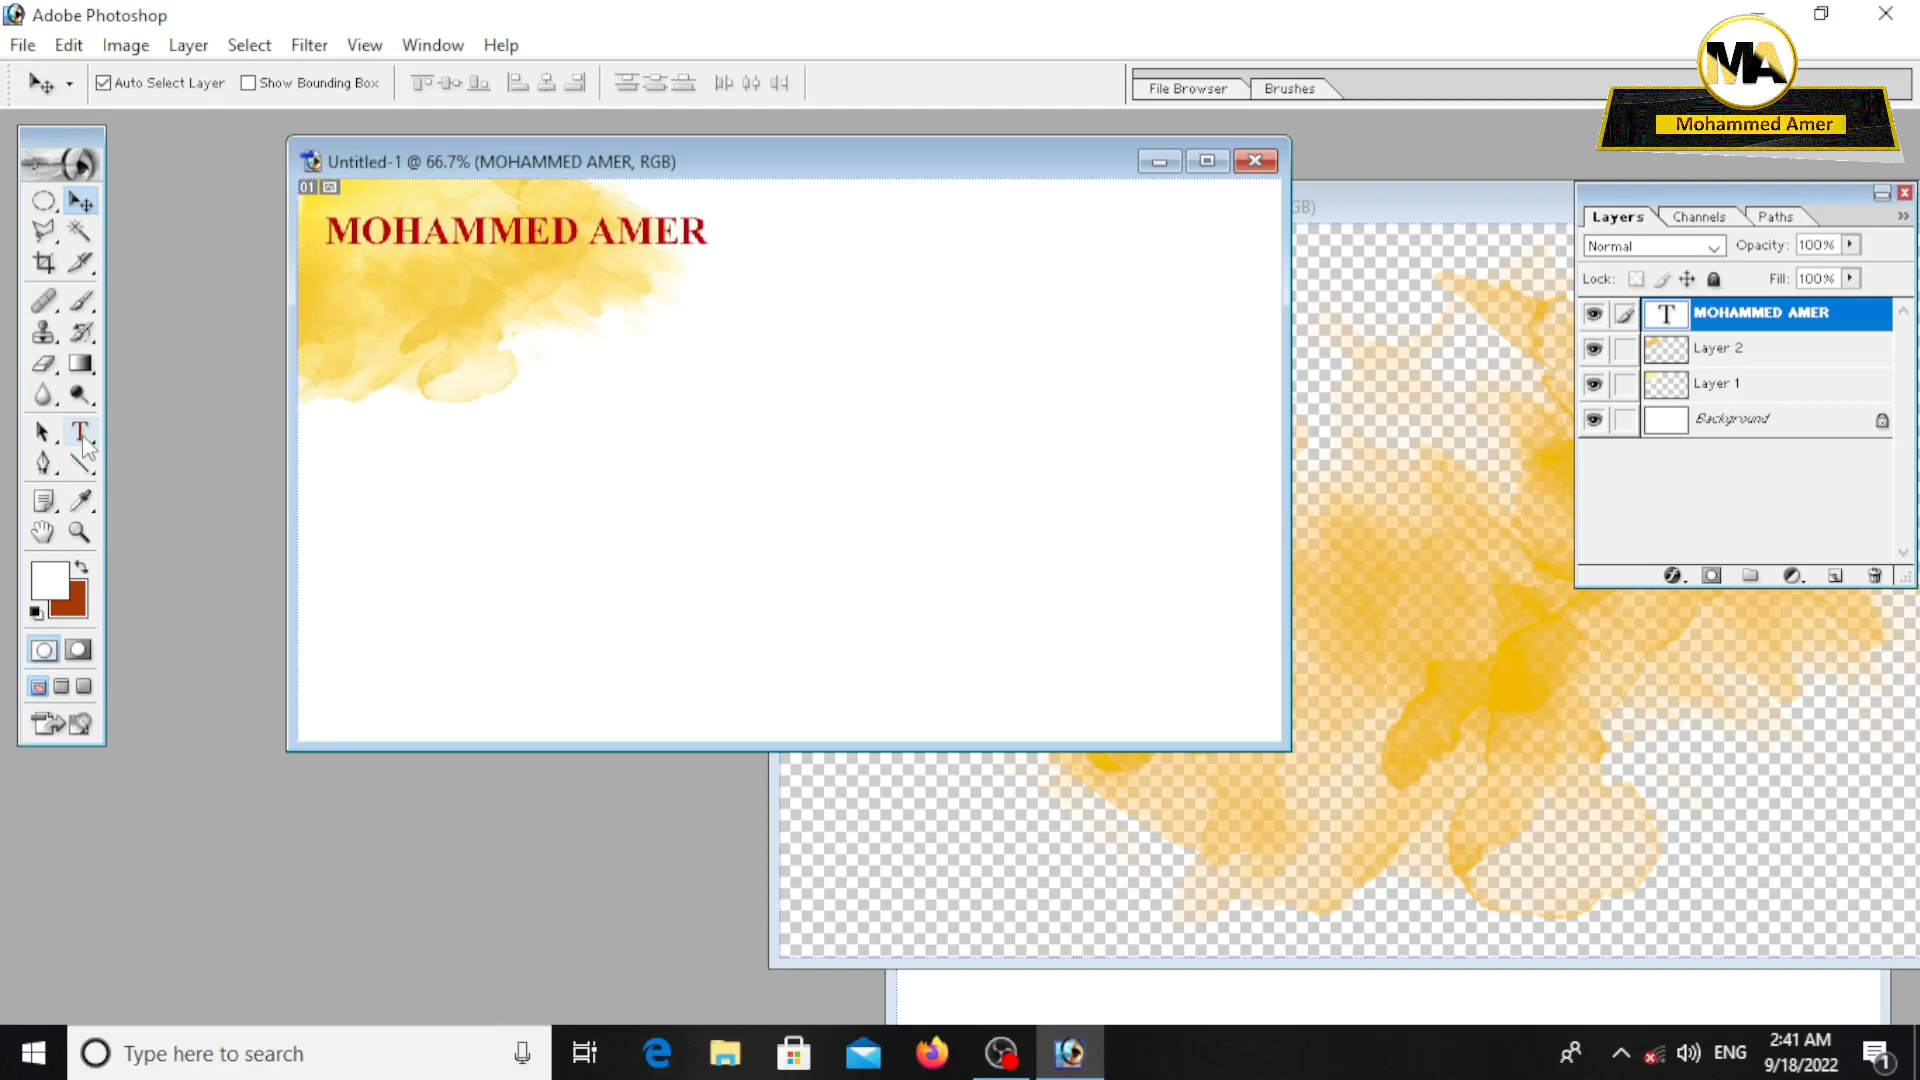 Adobe Photoshop
File Edit Image Layer Select Filter View Window Help
Auto Select Layer Show Bounding Box
File Browser Brushes
MA
Mohammed Amer
Untitled-1 @ 66.7% (MOHAMMED AMER, RGB)
GB)
01
MOHAMMED AMER
Layers Channels Paths
Normal Opacity: 100%
Lock: Fill: 100%
T MOHAMMED AMER
Layer 2
Layer 1
Background
T
Type here to search
ENG
2:41 AM
9/18/2022
1